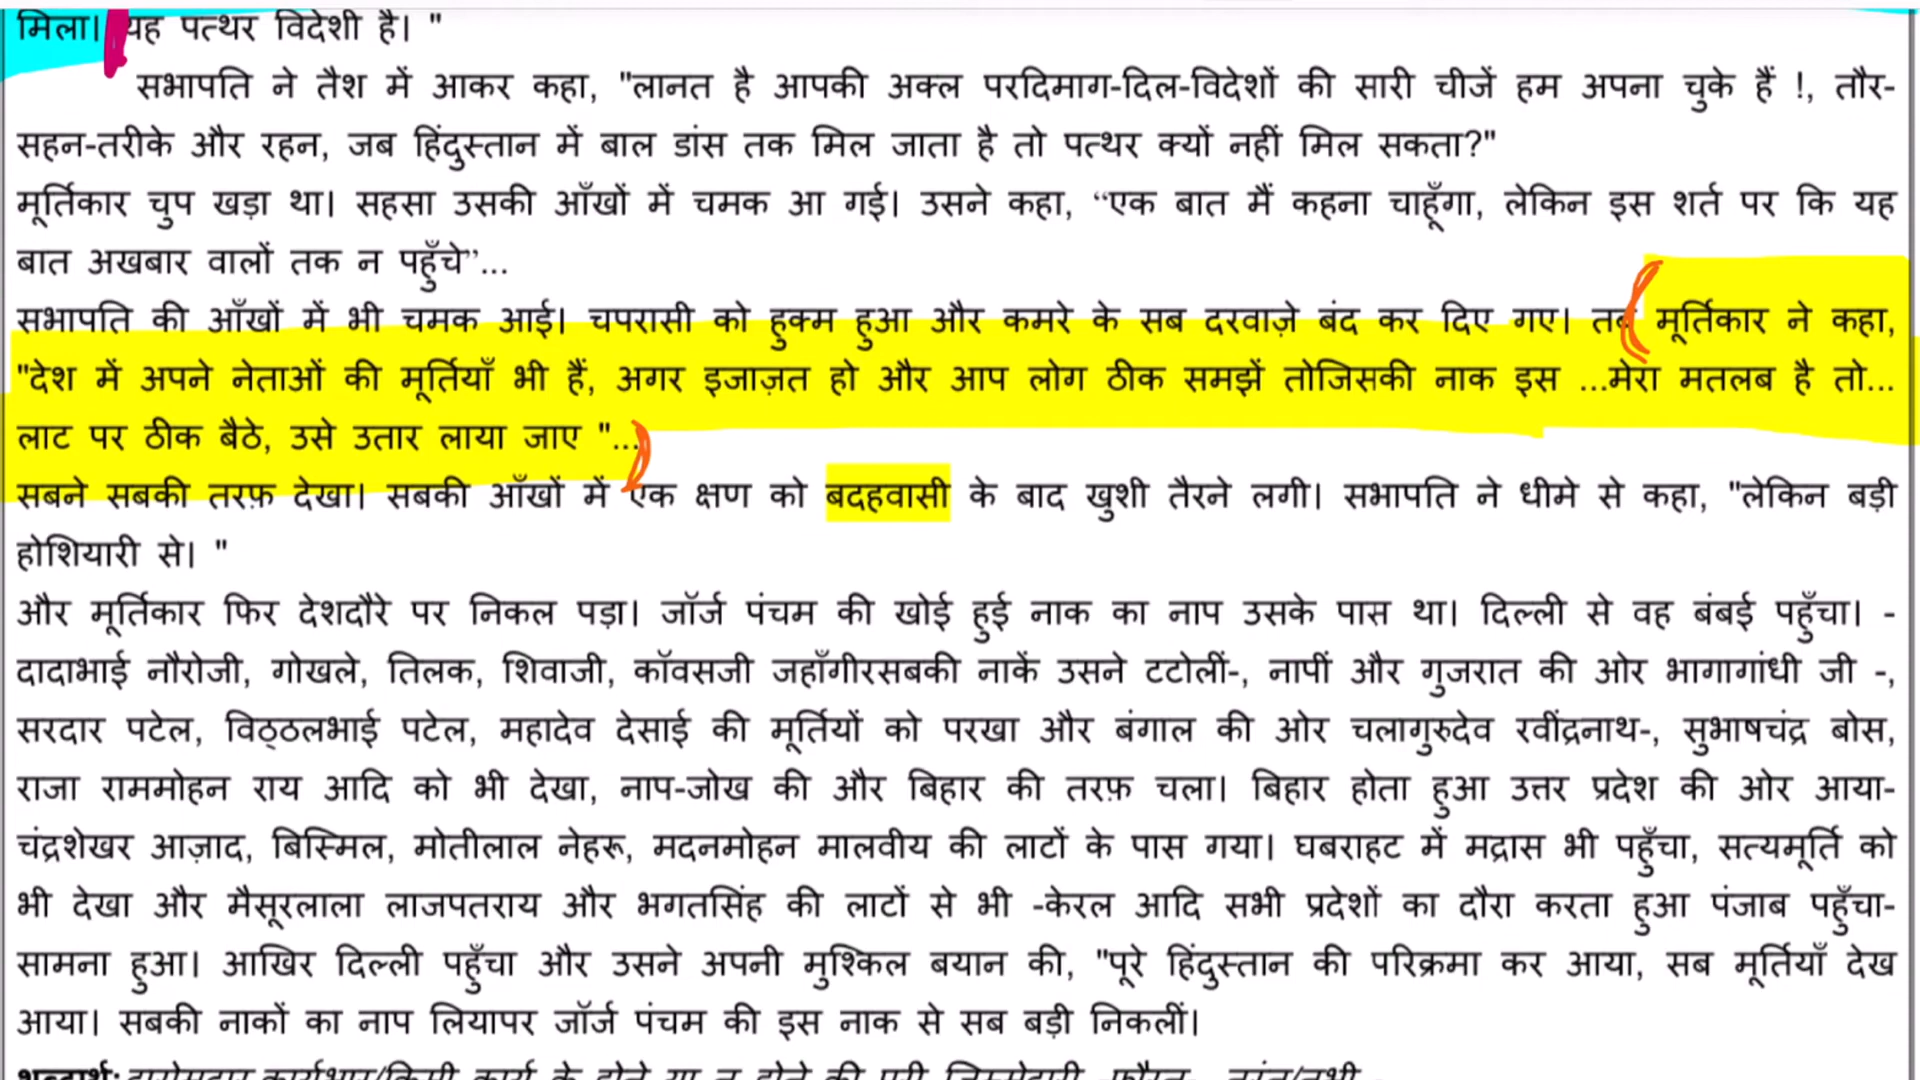 मिला। यह पत्थर विदेशी है। "
सभापति ने तैश में आकर कहा, "लानत है आपकी अक्ल परदिमाग-दिल-विदेशों की सारी चीजें हम अपना चुके हैं !, तौर-
सहन-तरीके और रहन, जब हिंदुस्तान में बाल डांस तक मिल जाता है तो पत्थर क्यों नहीं मिल सकता?"
मूर्तिकार चुप खड़ा था। सहसा उसकी आँखों में चमक आ गई। उसने कहा, “एक बात मैं कहना चाहूँगा, लेकिन इस शर्त पर कि यह
बात अखबार वालों तक न पहुँचे”...
सभापति की आँखों में भी चमक आई। चपरासी को हुक्म हुआ और कमरे के सब दरवाज़े बंद कर दिए गए। तब मूर्तिकार ने कहा,
"देश में अपने नेताओं की मूर्तियाँ भी हैं, अगर इजाज़त हो और आप लोग ठीक समझें तोजिसकी नाक इस ...मेरा मतलब है तो...
लाट पर ठीक बैठे, उसे उतार लाया जाए "...
सबने सबकी तरफ़ देखा। सबकी आँखों में एक क्षण को बदहवासी के बाद खुशी तैरने लगी। सभापति ने धीमे से कहा, "लेकिन बड़ी
होशियारी से। "
और मूर्तिकार फिर देशदौरे पर निकल पड़ा। जॉर्ज पंचम की खोई हुई नाक का नाप उसके पास था। दिल्ली से वह बंबई पहुँचा। -
दादाभाई नौरोजी, गोखले, तिलक, शिवाजी, कॉवसजी जहाँगीरसबकी नाकें उसने टटोलीं-, नापीं और गुजरात की ओर भागागांधी जी -,
सरदार पटेल, विठ्ठलभाई पटेल, महादेव देसाई की मूर्तियों को परखा और बंगाल की ओर चलागुरुदेव रवींद्रनाथ-, सुभाषचंद्र बोस,
राजा राममोहन राय आदि को भी देखा, नाप-जोख की और बिहार की तरफ़ चला। बिहार होता हुआ उत्तर प्रदेश की ओर आया-
चंद्रशेखर आज़ाद, बिस्मिल, मोतीलाल नेहरू, मदनमोहन मालवीय की लाटों के पास गया। घबराहट में मद्रास भी पहुँचा, सत्यमूर्ति को
भी देखा और मैसूरलाला लाजपतराय और भगतसिंह की लाटों से भी -केरल आदि सभी प्रदेशों का दौरा करता हुआ पंजाब पहुँचा-
सामना हुआ। आखिर दिल्ली पहुँचा और उसने अपनी मुश्किल बयान की, "पूरे हिंदुस्तान की परिक्रमा कर आया, सब मूर्तियाँ देख
आया। सबकी नाकों का नाप लियापर जॉर्ज पंचम की इस नाक से सब बड़ी निकलीं।